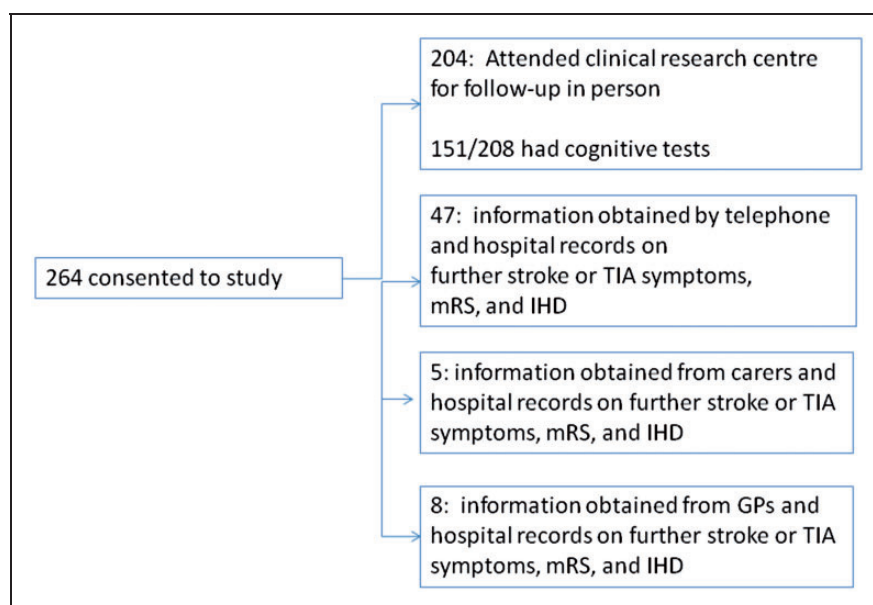 264 consented to study
204: Attended clinical research centre
for follow-up in person
151/208 had cognitive tests
47: information obtained by telephone
and hospital records on
further stroke or TIA symptoms,
mRS, and IHD
5: information obtained from carers and
hospital records on further stroke or TIA
symptoms, mRS, and IHD
8: information obtained from GPs and
hospital records on further stroke or TIA
symptoms, mRS, and IHD